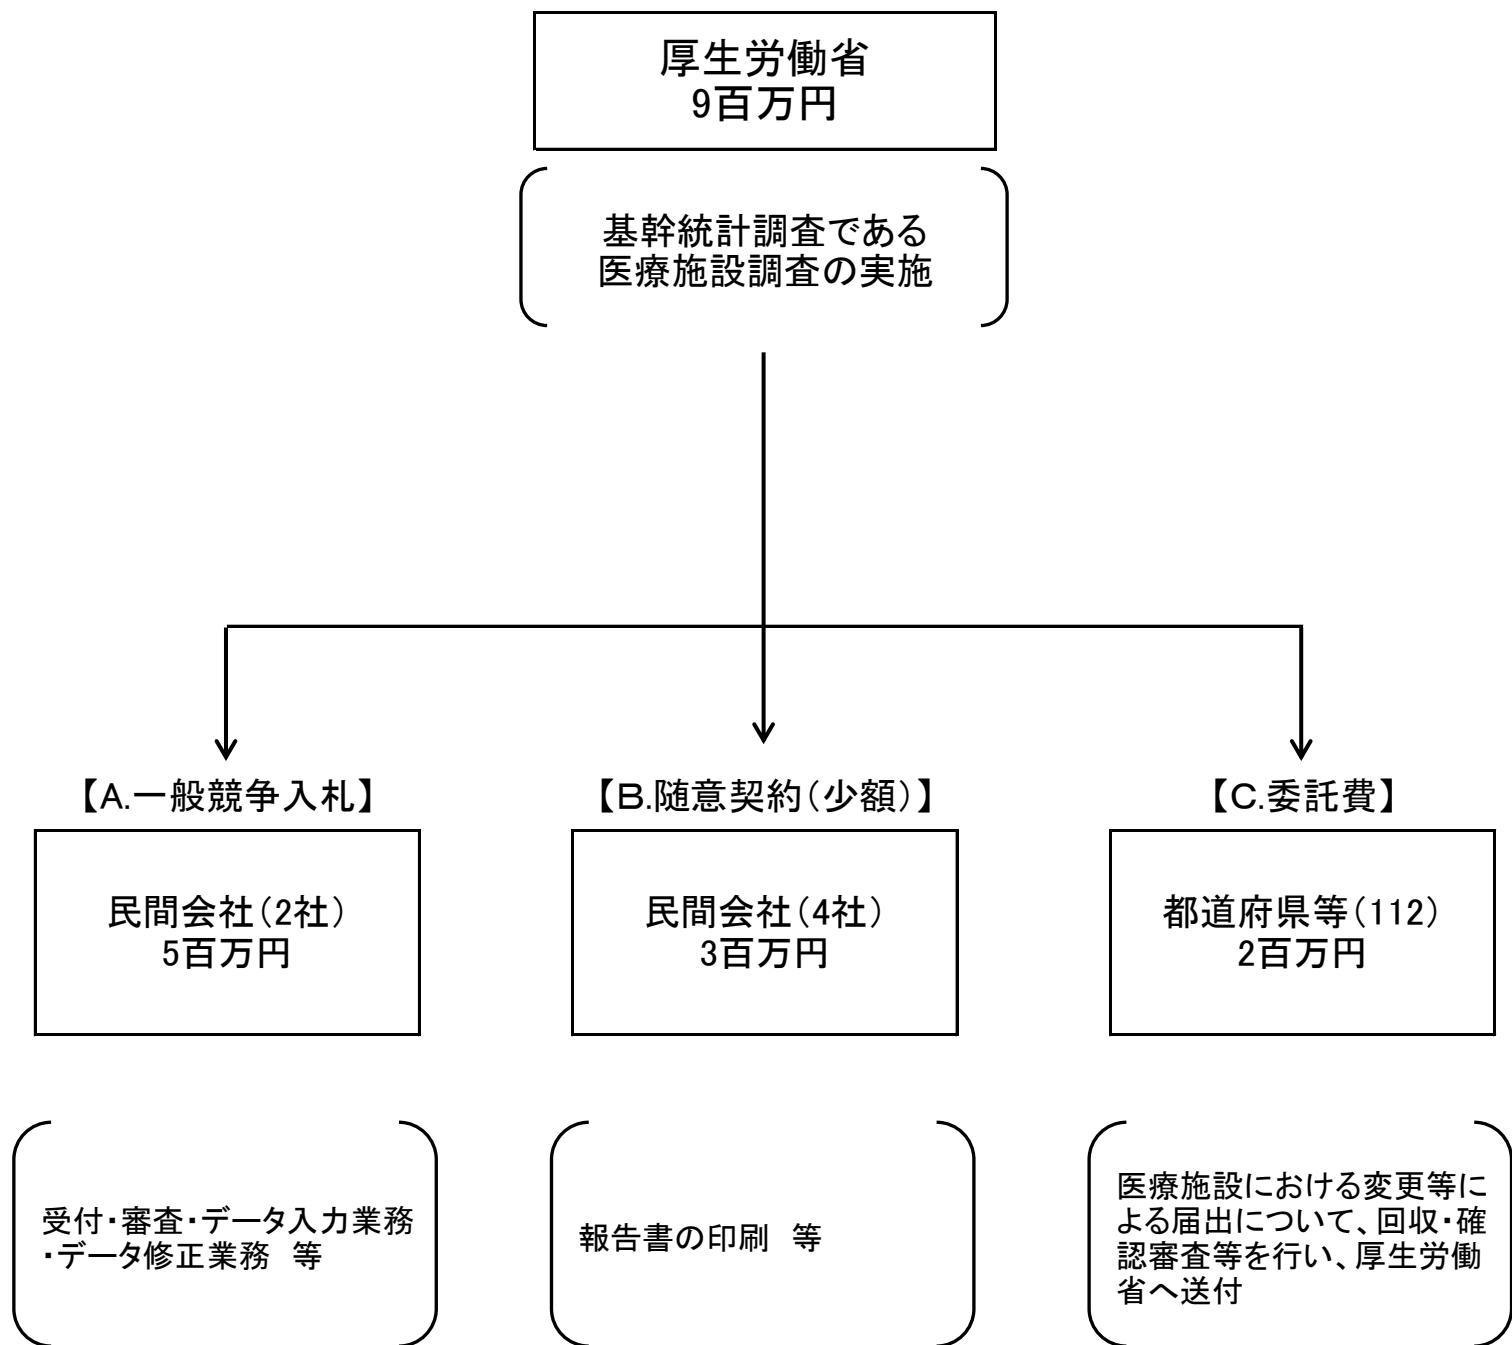 厚生労働省
9百万円
基幹統計調査である
医療施設調査の実施
【A.一般競争入札】
民間会社(2社)
5百万円
受付・審査・データ入力業務
・データ修正業務　等
【B.随意契約(少額)】
民間会社(4社)
3百万円
報告書の印刷　等
【C.委託費】
都道府県等(112)
2百万円
医療施設における変更等に
よる届出について、回収・確
認審査等を行い、厚生労働
省へ送付